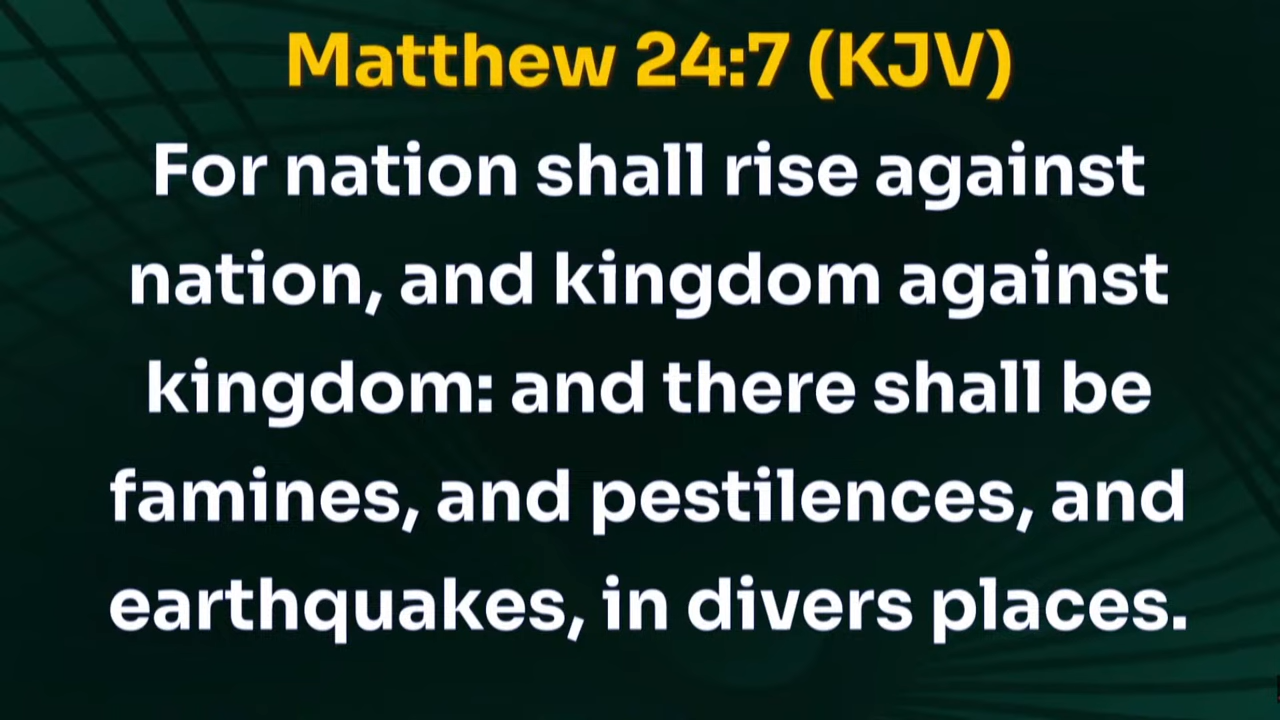 Matthew 24:7 (KJV)
For nation shall rise against
nation, and kingdom against
kingdom: and there shall be
famines, and pestilences, and
earthquakes, in divers places.